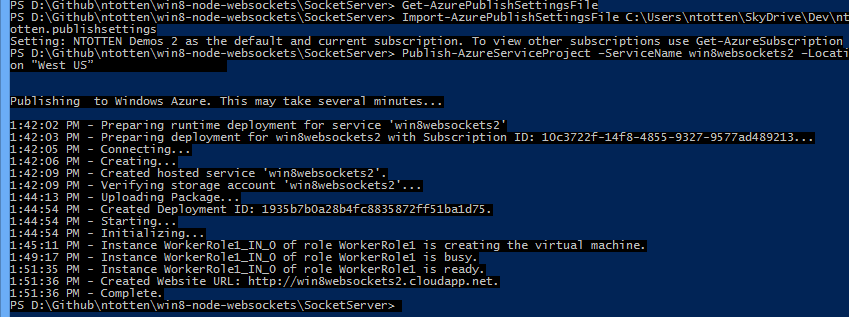 PS D:\Github\ntotten\win8-node-websockets\SocketServer> Get-AzurePublishSettingsFile
PS D:\Github\ntotten\win8-node-websockets\SocketServer> Import-AzurePublishSettingsFile C:\Users\ntotten\SkyDrive\Dev\nt
otten.publishsettings
Setting: NTOTTEN Demos 2 as the default and current subscription. To view other subscriptions use Get-AzureSubscription
PS D:\Github\ntotten\win8-node-websockets\SocketServer> Publish-AzureServiceProject -ServiceName win8websockets2 -Locati
on "West US"
Publishing  to Windows Azure. This may take several minutes...
1:42:02 PM - Preparing runtime deployment for service 'win8websockets2'
1:42:03 PM - Preparing deployment for win8websockets2 with Subscription ID: 10c3722f-14f8-4855-9327-9577ad489213...
1:42:05 PM - Connecting...
1:42:06 PM - Creating...
1:42:09 PM - Created hosted service 'win8websockets2'.
1:42:09 PM - Verifying storage account 'win8websockets2'...
1:44:13 PM - Uploading Package...
1:44:54 PM - Created Deployment ID: 1935b7b0a28b4fc8835872ff51ba1d75.
1:44:54 PM - Starting...
1:44:54 PM - Initializing...
1:45:11 PM - Instance WorkerRole1_IN_0 of role WorkerRole1 is creating the virtual machine.
1:49:17 PM - Instance WorkerRole1_IN_0 of role WorkerRole1 is busy.
1:51:35 PM - Instance WorkerRole1_IN_0 of role WorkerRole1 is ready.
1:51:36 PM - Created Website URL: http://win8websockets2.cloudapp.net.
1:51:36 PM - Complete.
PS D:\Github\ntotten\win8-node-websockets\SocketServer>